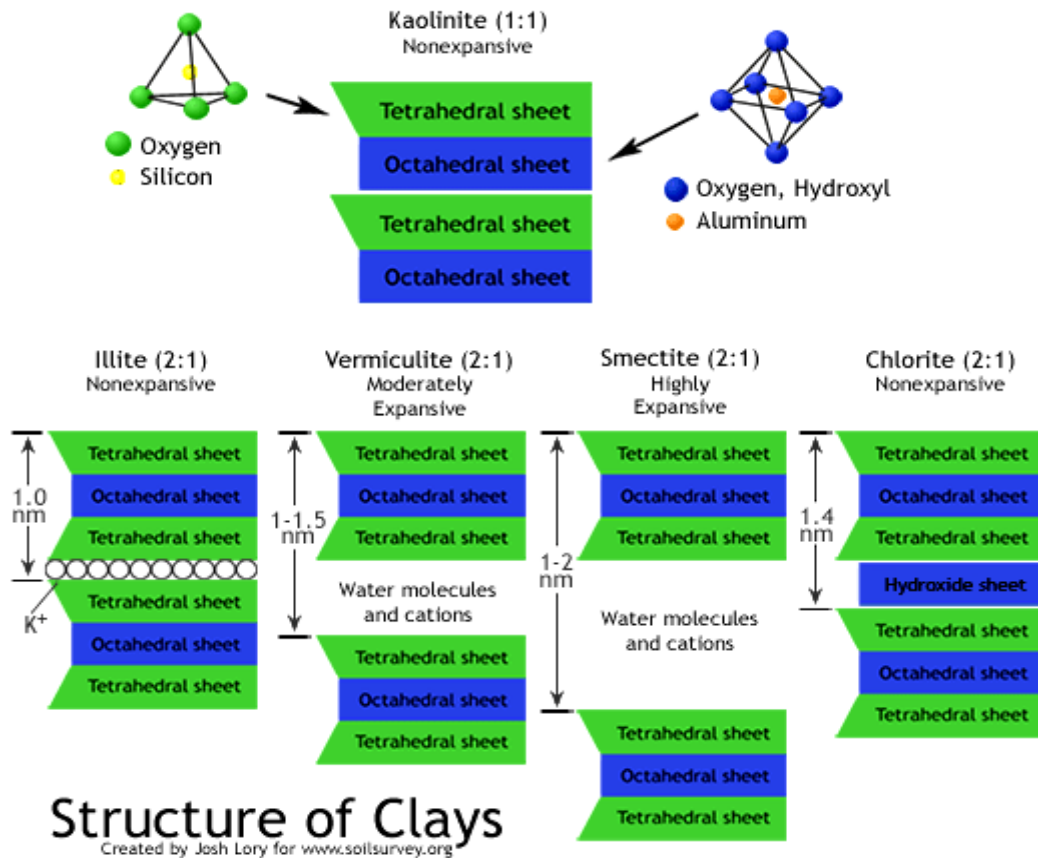 Kaolinite (1:1)
Nonexpansive
Oxygen
Silicon
Tetrahedral sheet
Octahedral sheet
Tetrahedral sheet
Octahedral sheet
Oxygen, Hydroxyl
Aluminum
Illite (2:1)
Nonexpansive
1.0
nm
Tetrahedral sheet
Octahedral sheet
Tetrahedral sheet
K+
Tetrahedral sheet
Octahedral sheet
Tetrahedral sheet
Vermiculite (2:1)
Moderately
Expansive
1-1.5
nm
Tetrahedral sheet
Octahedral sheet
Tetrahedral sheet
Water molecules
and cations
Tetrahedral sheet
Octahedral sheet
Tetrahedral sheet
Smectite (2:1)
Highly
Expansive
1-2
nm
Tetrahedral sheet
Octahedral sheet
Tetrahedral sheet
Water molecules
and cations
Tetrahedral sheet
Octahedral sheet
Tetrahedral sheet
Chlorite (2:1)
Nonexpansive
1.4
nm
Tetrahedral sheet
Octahedral sheet
Tetrahedral sheet
Hydroxide sheet
Tetrahedral sheet
Octahedral sheet
Tetrahedral sheet
Structure of Clays
Created by Josh Lory for www.soilsurvey.org